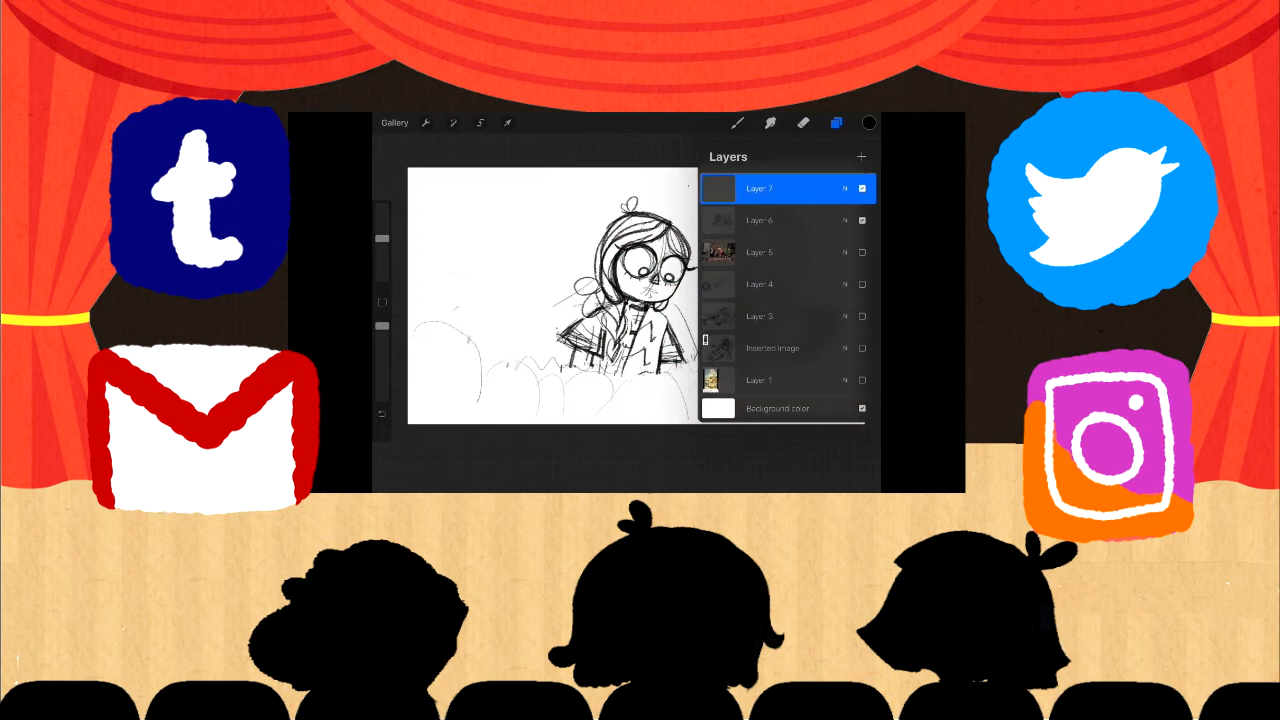 Gallery
Layers
Layer 7 N
Layer 6 N
Layer 5 N
Layer 4 N
Layer 3 N
Inserted Image N
Layer 1 N
Background color
t